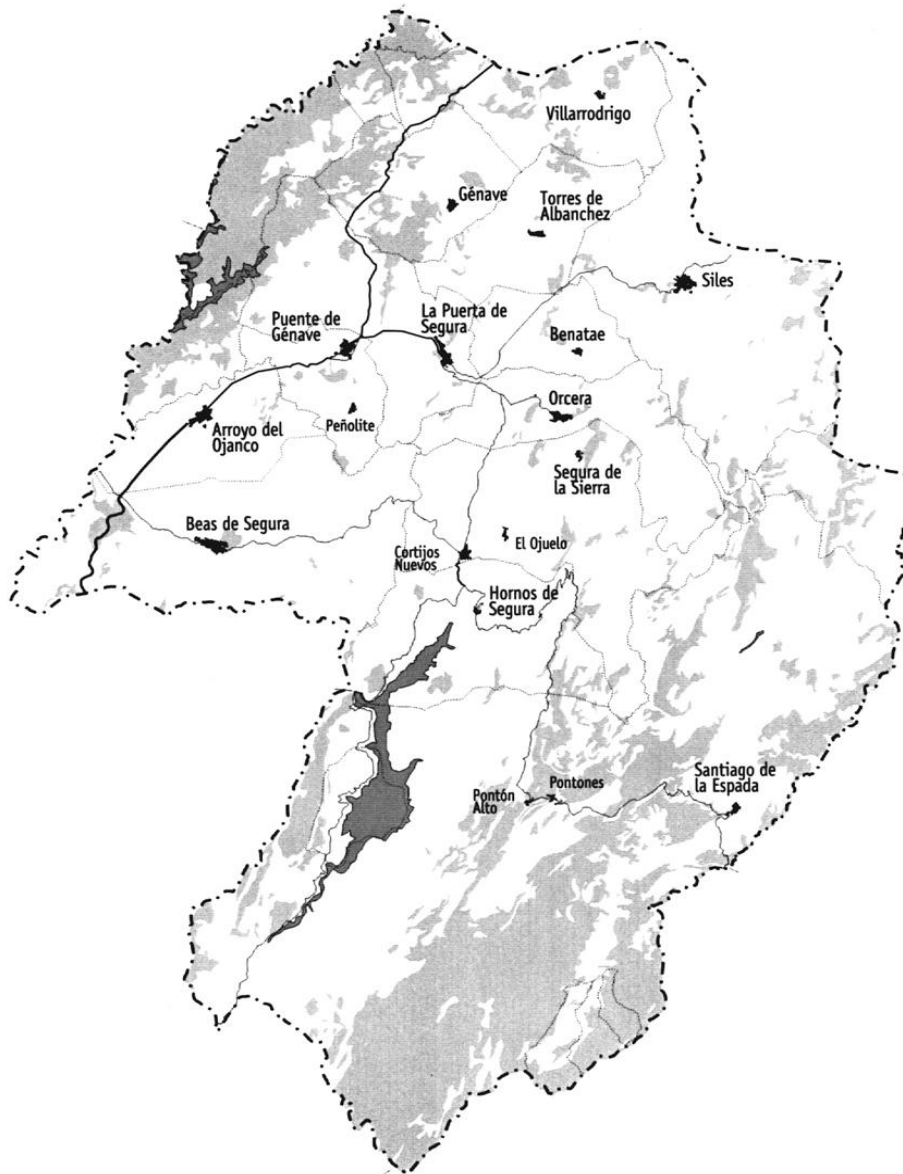 Villarrodrigo
Génave
Torres de
Albanchez
Siles
La Puerta de
Segura
Puente de
Génave
Benatae
Orcera
Peñolite
Arroyo del
Ojanco
Segura de
la Sierra
Beas de Segura
El Ojuelo
Cortijos
Nuevos
Hornos de
Segura
Santiago de
la Espada
Pontones
Pontón
Alto